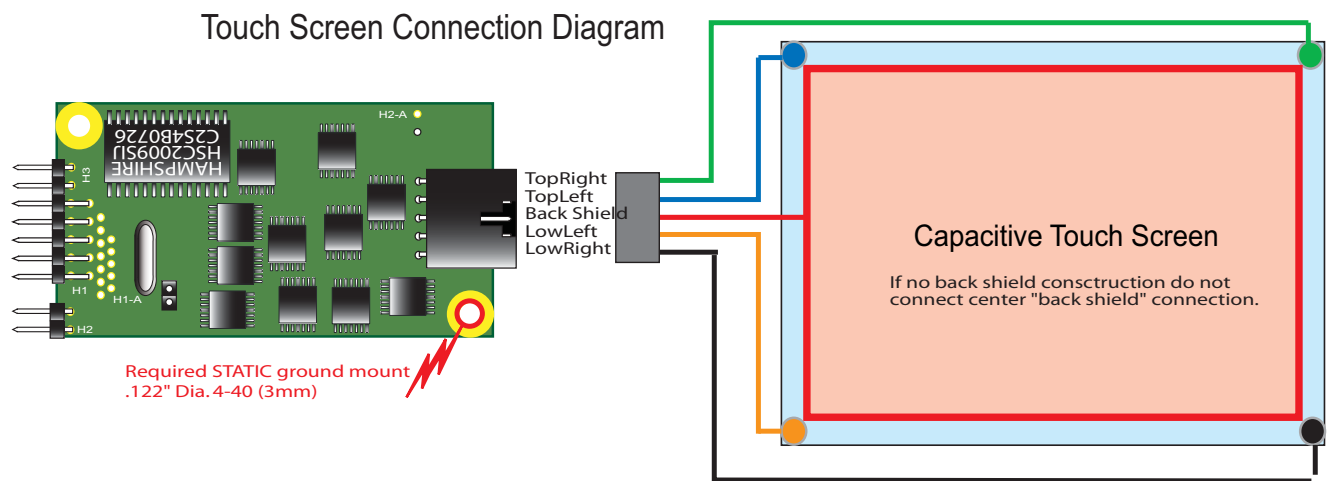 Touch Screen Connection Diagram
H2-A
HAMPSHIRE
HSC2009SIJ
C2S4B0726
H3
H1
H1-A
H2
TopRight
TopLeft
Back Shield
LowLeft
LowRight
Required STATIC ground mount
.122" Dia. 4-40 (3mm)
Capacitive Touch Screen
If no back shield consctruction do not
connect center "back shield" connection.